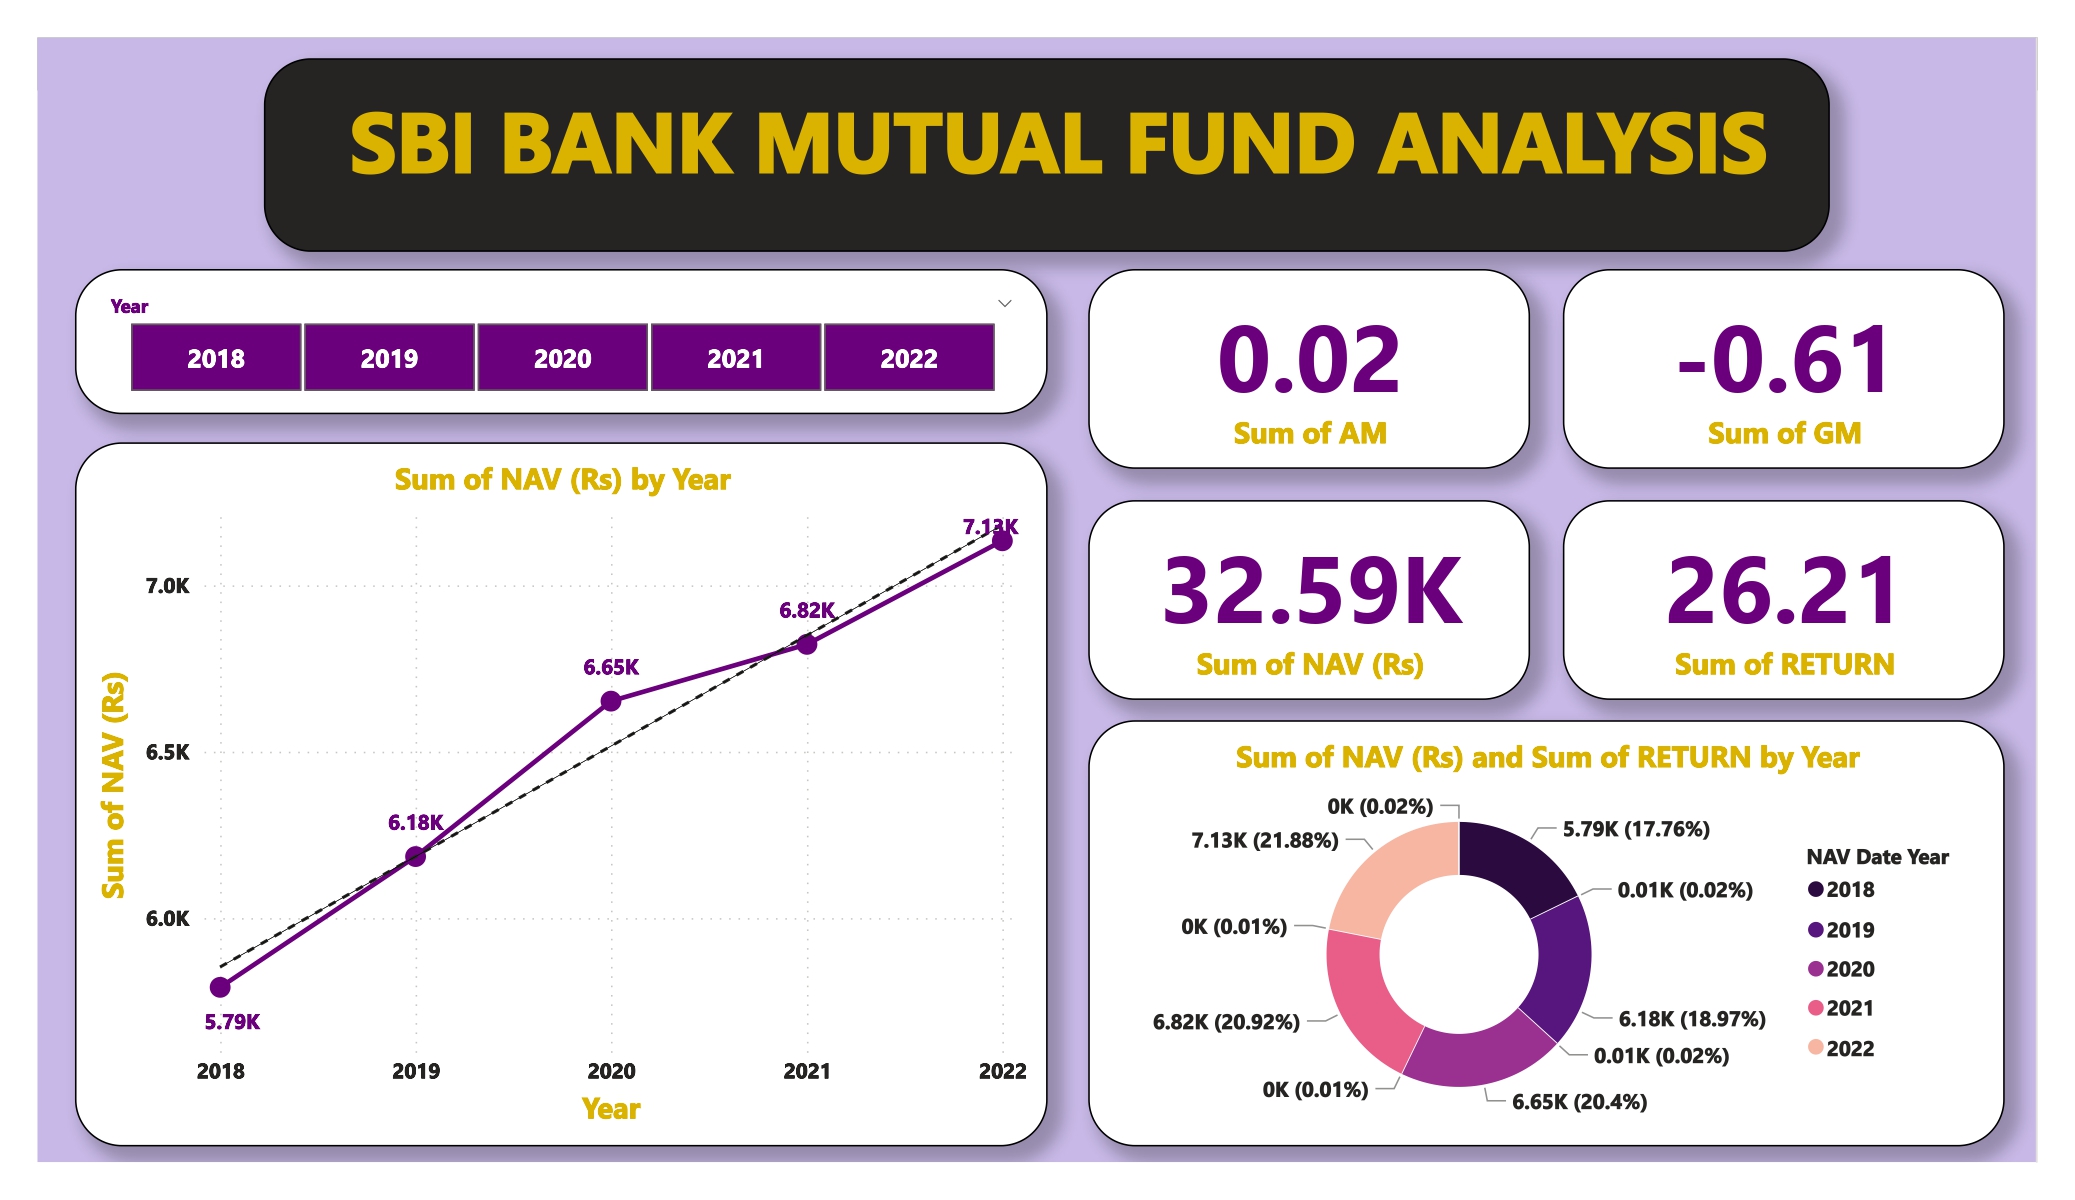 SBI BANK MUTUAL FUND ANALYSIS
Year
2018 2019 2020 2021 2022
0.02
Sum of AM
-0.61
Sum of GM
32.59K
Sum of NAV (Rs)
26.21
Sum of RETURN
Sum of NAV (Rs) by Year
Sum of NAV (Rs)
7.0K
6.5K
6.0K
5.79K
6.18K
6.65K
6.82K
7.13K
2018 2019 2020 2021 2022
Year
Sum of NAV (Rs) and Sum of RETURN by Year
5.79K (17.76%)
0.01K (0.02%)
6.18K (18.97%)
0.01K (0.02%)
6.65K (20.4%)
0K (0.01%)
6.82K (20.92%)
0K (0.01%)
7.13K (21.88%)
0K (0.02%)
NAV Date Year
2018
2019
2020
2021
2022